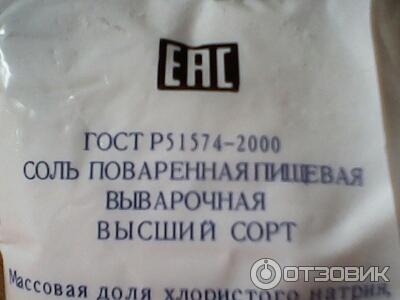 ЕАС
ГОСТ Р51574-2000
СОЛЬ ПОВАРЕННАЯ ПИЩЕВАЯ
ВЫВАРОЧНАЯ
ВЫСШИЙ СОРТ
Массовая доля хлористого натрия,
ОТЗОВИК